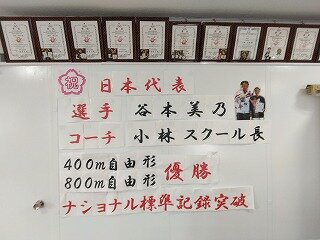 祝
日本代表
選手 谷本美乃
コーチ 小林スクール長
400m自由形
800m自由形
優勝
ナショナル標準記録突破